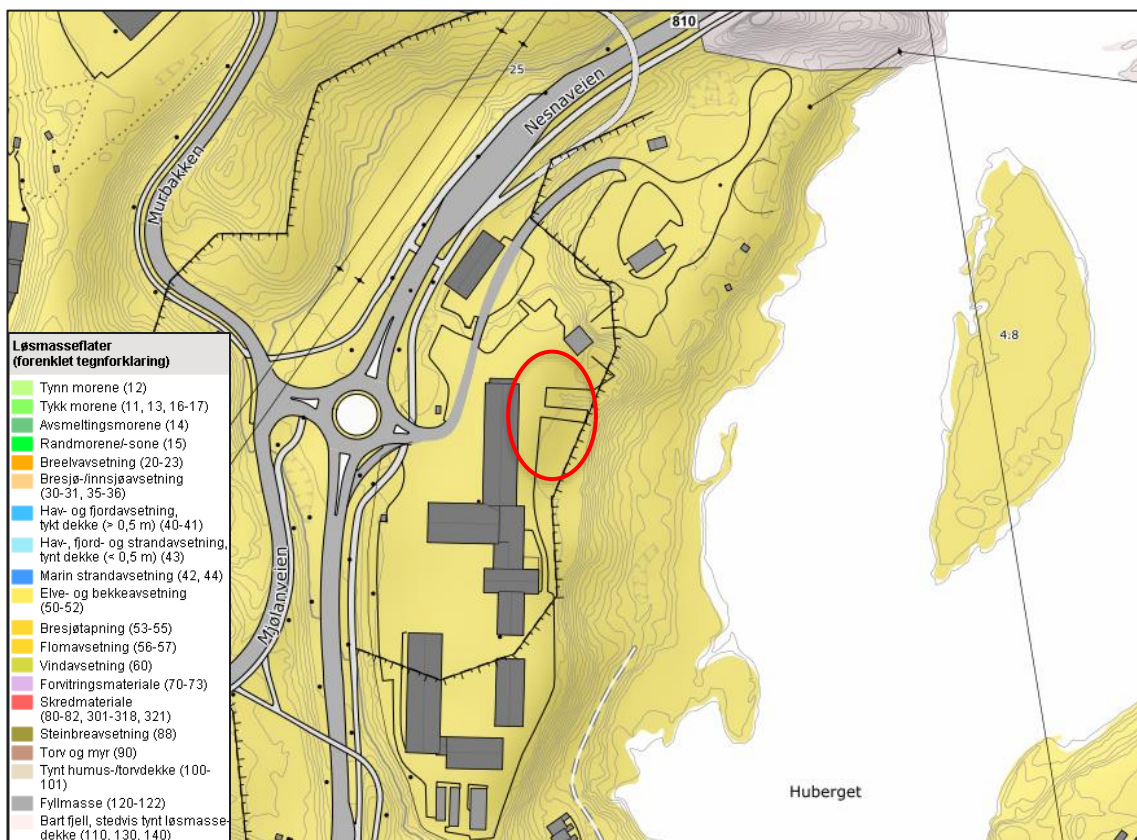 810
25
Nesnaveien
Murbakken
Løsmasseflater
(forenklet tegnforklaring)
4:8
Tynn morene (12)
Tykk morene (11, 13, 16-17)
Avsmeltingsmorene (14)
Randmorene/-sone (15)
Breelvavsetning (20-23)
Bresjø-/innsjøavsetning
(30-31, 35-36)
Hav- og fjordavsetning,
tykt dekke (> 0,5 m) (40-41)
Hav-, fjord- og strandavsetning,
tynt dekke (< 0,5 m) (43)
Marin strandavsetning (42, 44)
Elve- og bekkeavsetning
(50-52)
Bresjøtapning (53-55)
Flomavsetning (56-57)
Vindavsetning (60)
Forvitringsmateriale (70-73)
Skredmateriale
(80-82, 301-318, 321)
Steinbreavsetning (88)
Torv og myr (90)
Tynt humus-/torvdekke (100-
101)
Fyllmasse (120-122)
Bart fjell, stedvis tynt løsmasse-
dekke (110, 130, 140)
Mjølanveien
Huberget